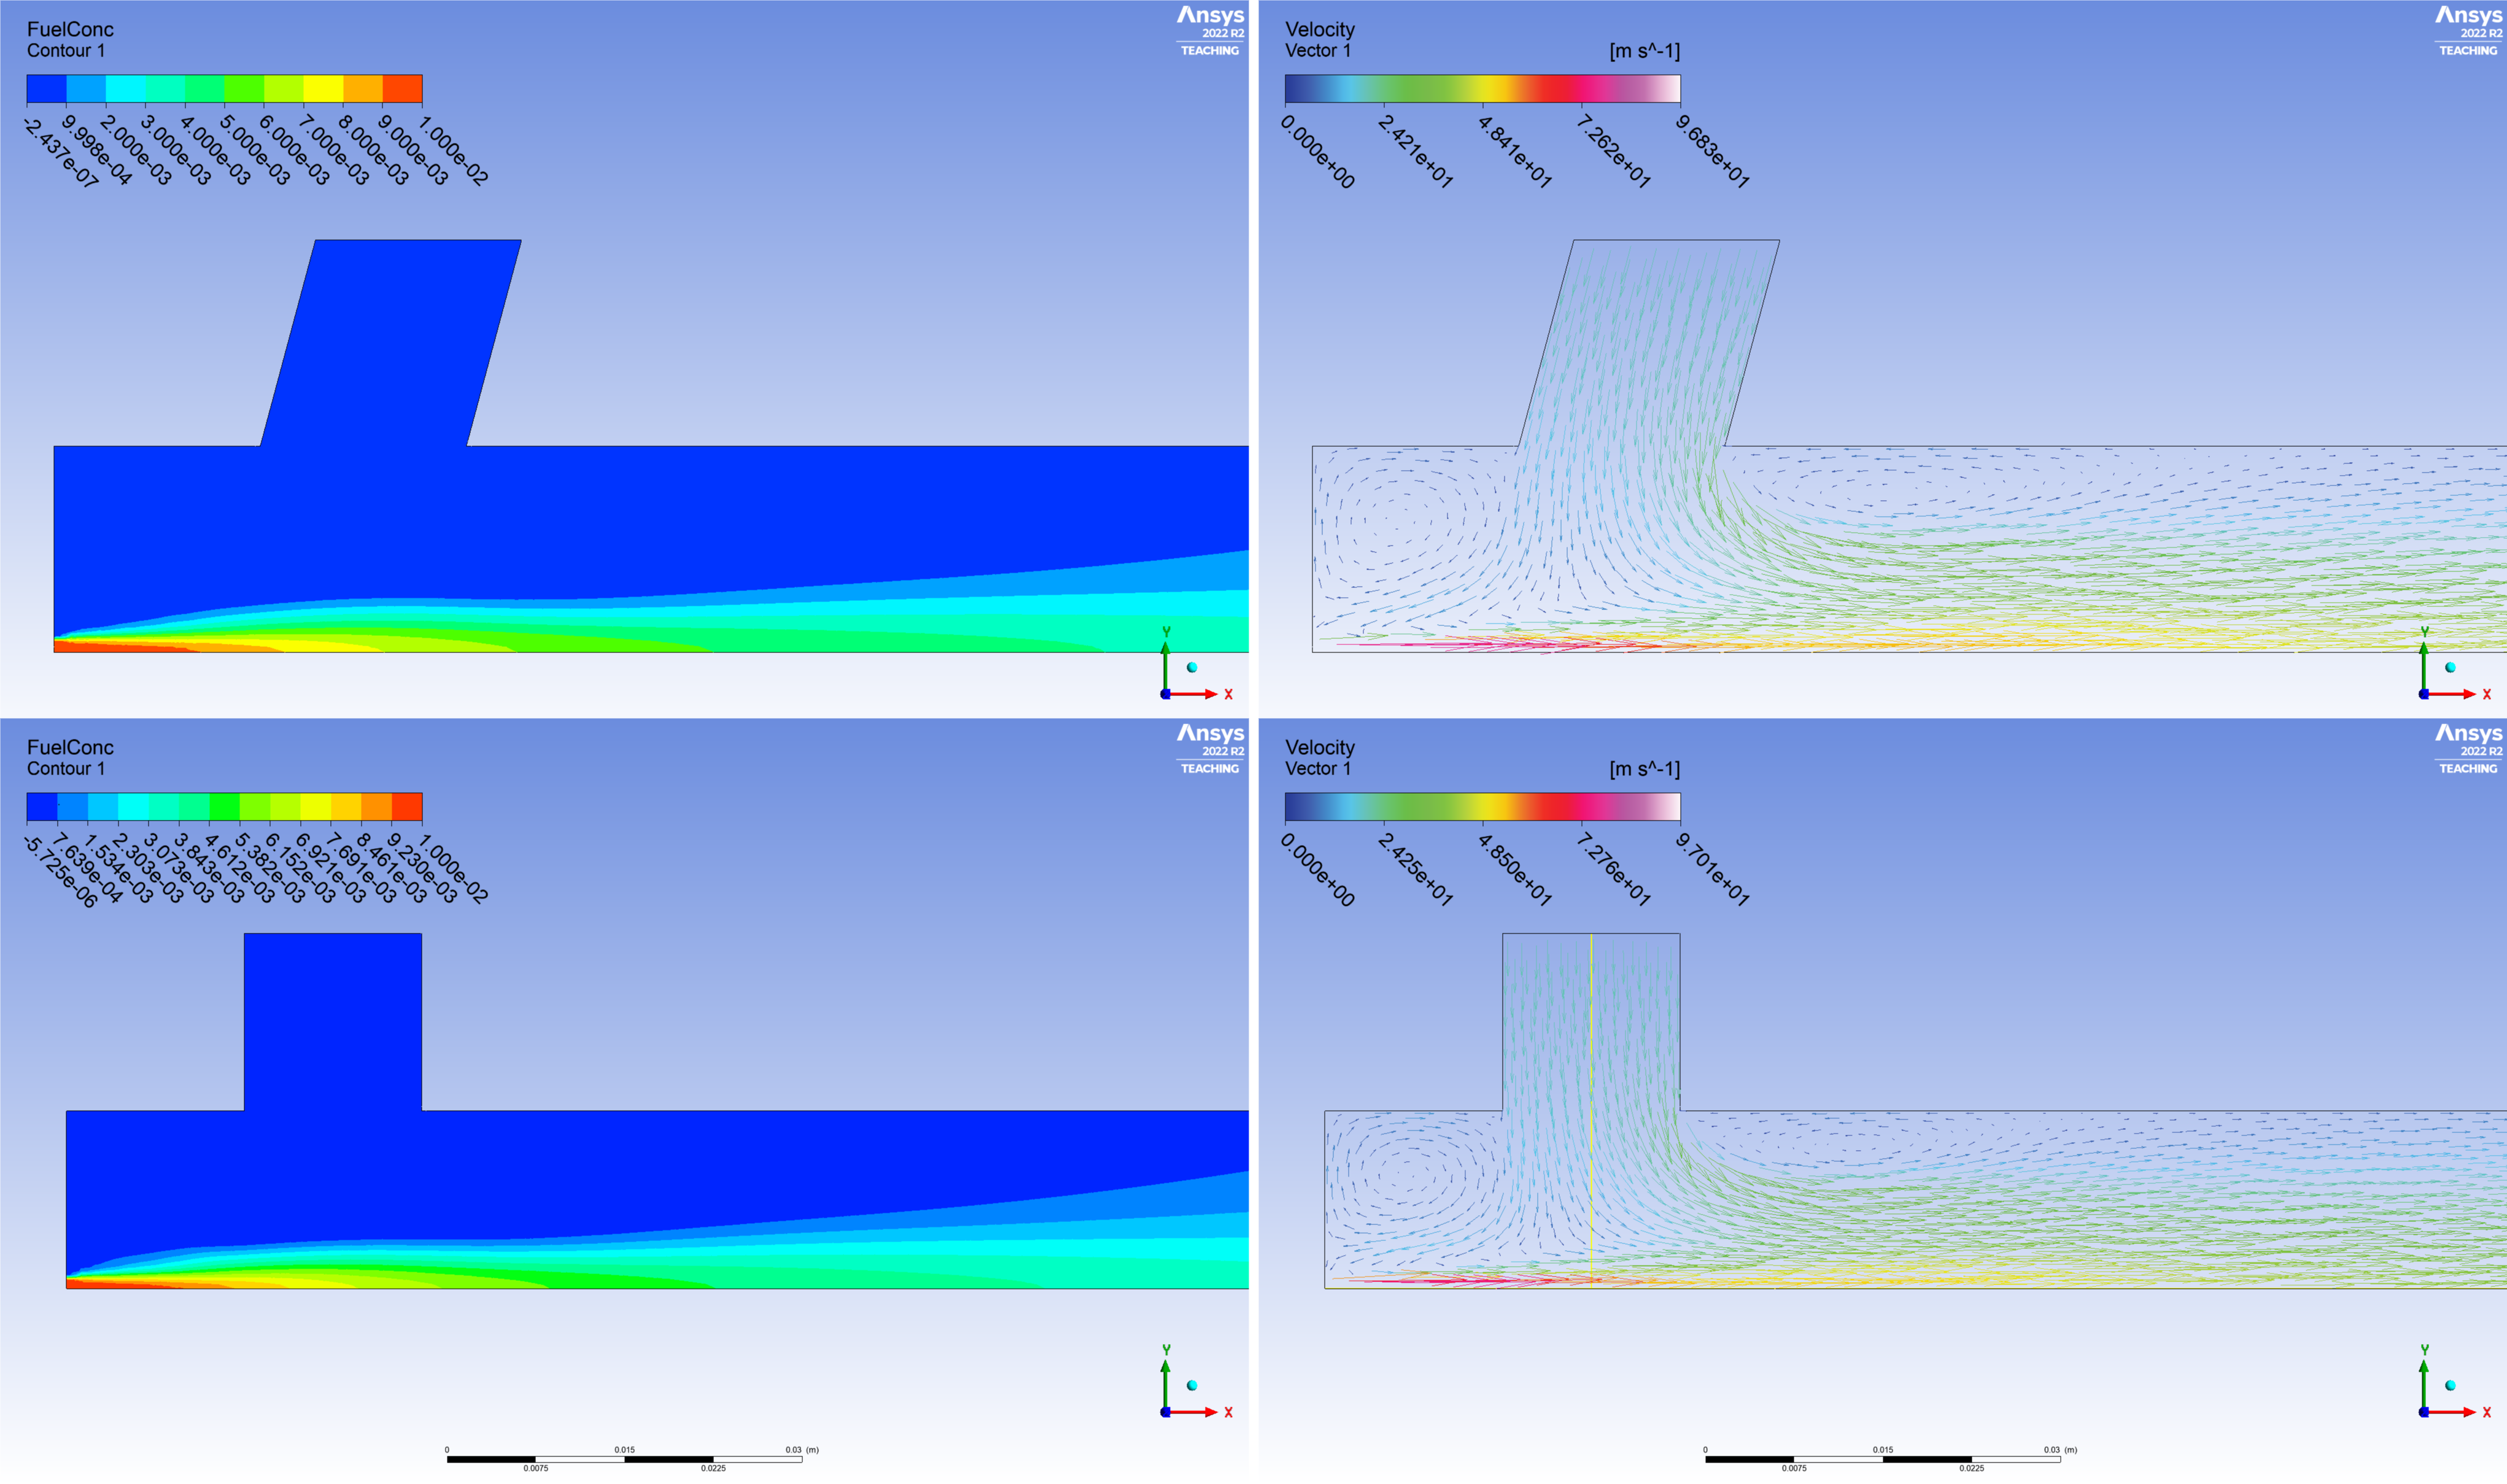 FuelConc
Contour 1
Ansys
2022 R2
TEACHING
-2.437e-07
9.998e-04
2.000e-03
3.000e-03
4.000e-03
5.000e-03
6.000e-03
7.000e-03
8.000e-03
9.000e-03
1.000e-02
Y
X
Velocity
Vector 1
[m s^-1]
Ansys
2022 R2
TEACHING
0.000e+00
2.421e+01
4.841e+01
7.262e+01
9.683e+01
Y
X
FuelConc
Contour 1
Ansys
2022 R2
TEACHING
-5.725e-06
7.639e-04
1.534e-03
2.303e-03
3.073e-03
3.843e-03
4.612e-03
5.382e-03
6.152e-03
6.921e-03
7.691e-03
8.461e-03
9.230e-03
1.000e-02
Y
X
0 0.015 0.03 (m)
0.0075 0.0225
Velocity
Vector 1
[m s^-1]
Ansys
2022 R2
TEACHING
0.000e+00
2.425e+01
4.850e+01
7.276e+01
9.701e+01
Y
X
0 0.015 0.03 (m)
0.0075 0.0225